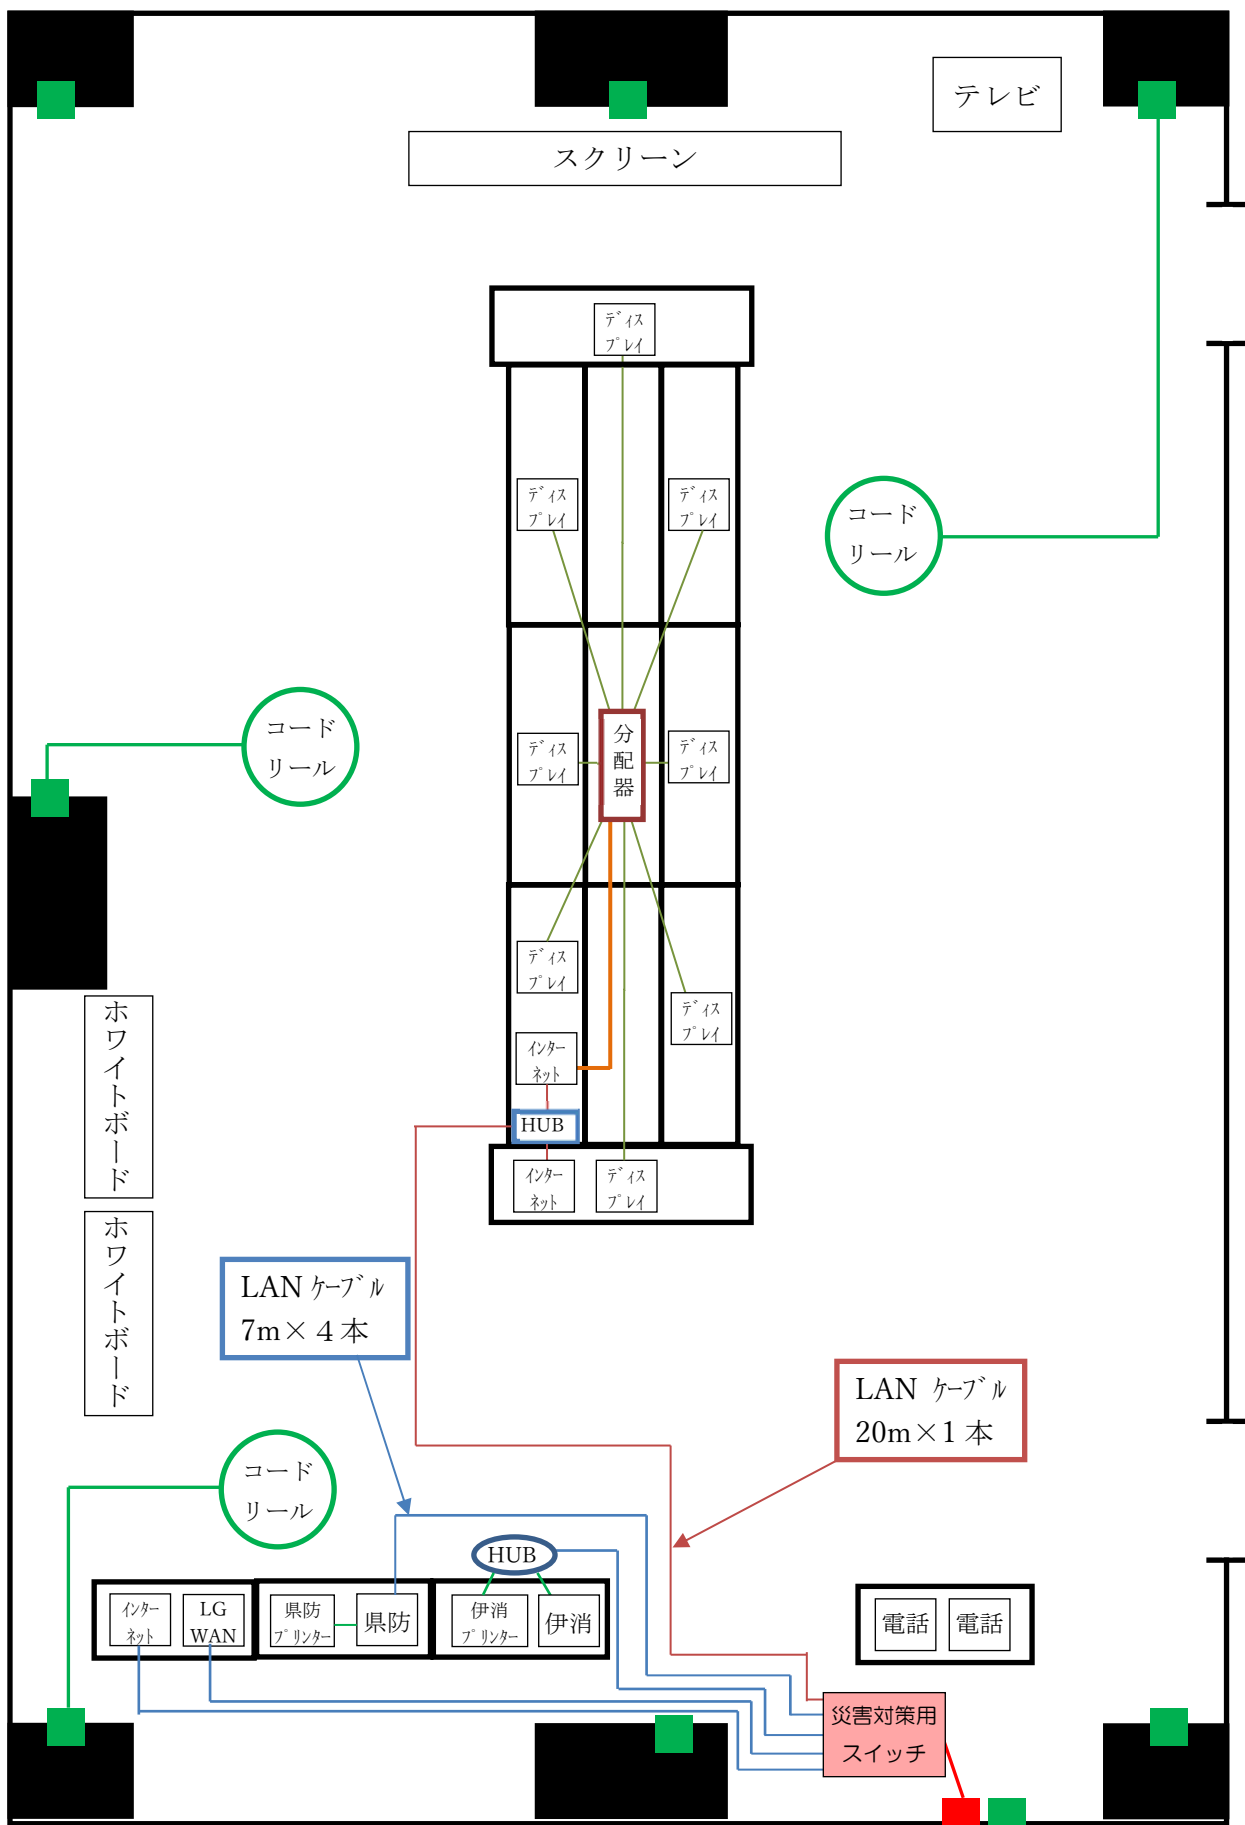 テレビ
スクリーン
ディス
プレイ
ディス
プレイ
ディス
プレイ
コード
リール
コード
リール
ディス
プレイ
分配器
ディス
プレイ
ディス
プレイ
ディス
プレイ
ホワイトボード
インター
ネット
HUB
インター
ネット
ディス
プレイ
ホワイトボード
LAN ケーブル
7m×４本
LAN ケーブル
20m×1 本
コード
リール
HUB
インター
ネット
LG
WAN
県防
プリンター
県防
伊消
プリンター
伊消
電話
電話
災害対策用
スイッチ